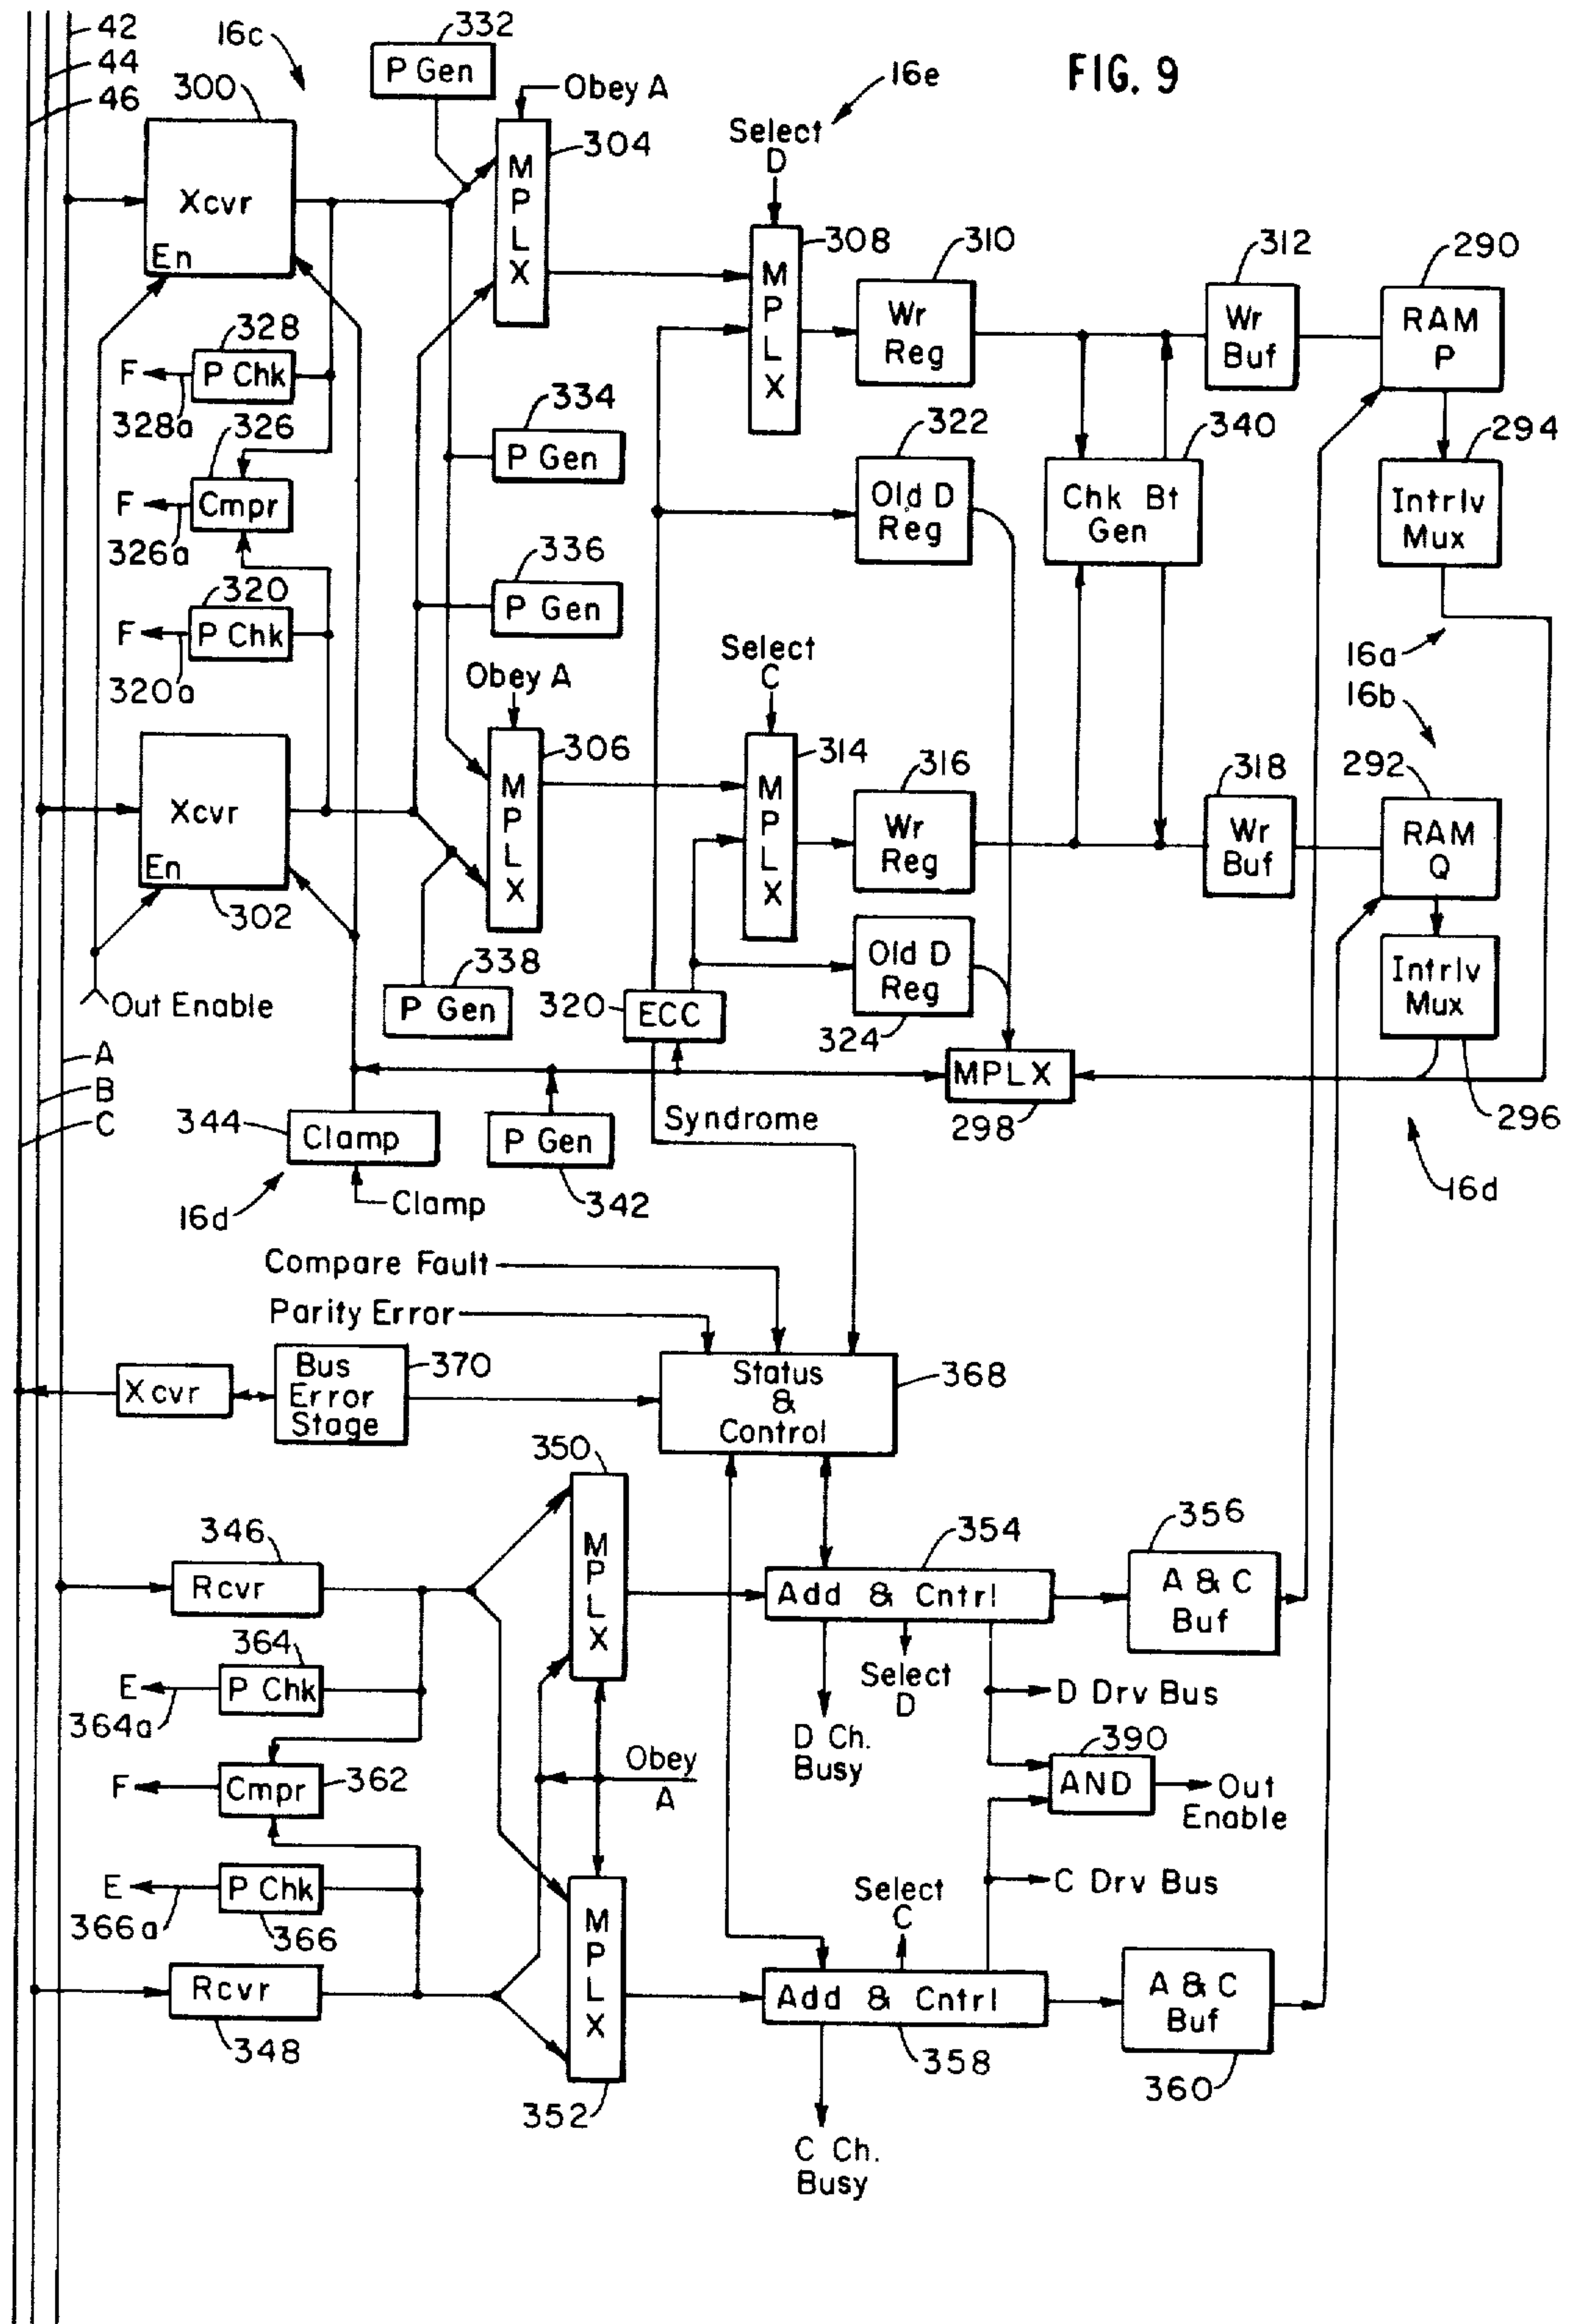 42
16c
332
P Gen
FIG. 9
44
46
300
Obey A
16e
Xcvr
En
M
P
L
X
304
Select
D
308
M
P
L
X
310
Wr
Reg
312
Wr
Buf
290
RAM
P
F
328
P Chk
328a
326
F
Cmpr
326a
320
F
P Chk
320a
334
P Gen
336
P Gen
322
Old D
Reg
340
Chk Bt
Gen
294
Intrlv
Mux
16a
16b
Obey A
Select
C
Xcvr
En
302
306
M
P
L
X
314
M
P
L
X
316
Wr
Reg
318
Wr
Buf
292
RAM
Q
Out Enable
338
P Gen
320
ECC
Old D
Reg
324
Intrlv
Mux
A
B
C
344
Clamp
P Gen
342
Syndrome
MPLX
298
296
16d
Clamp
16d
Compare Fault
Parity Error
Xcvr
Bus
Error
Stage
370
Status
&
Control
368
350
346
Rcvr
M
P
L
X
354
Add & Cntrl
356
A & C
Buf
364
E
P Chk
364a
Select
D
D Ch.
Busy
D Drv Bus
F
Cmpr
362
Obey
A
390
AND
Out
Enable
E
P Chk
366a
366
Select
C
C Drv Bus
Rcvr
348
M
P
L
X
352
Add & Cntrl
358
A & C
Buf
360
C Ch.
Busy